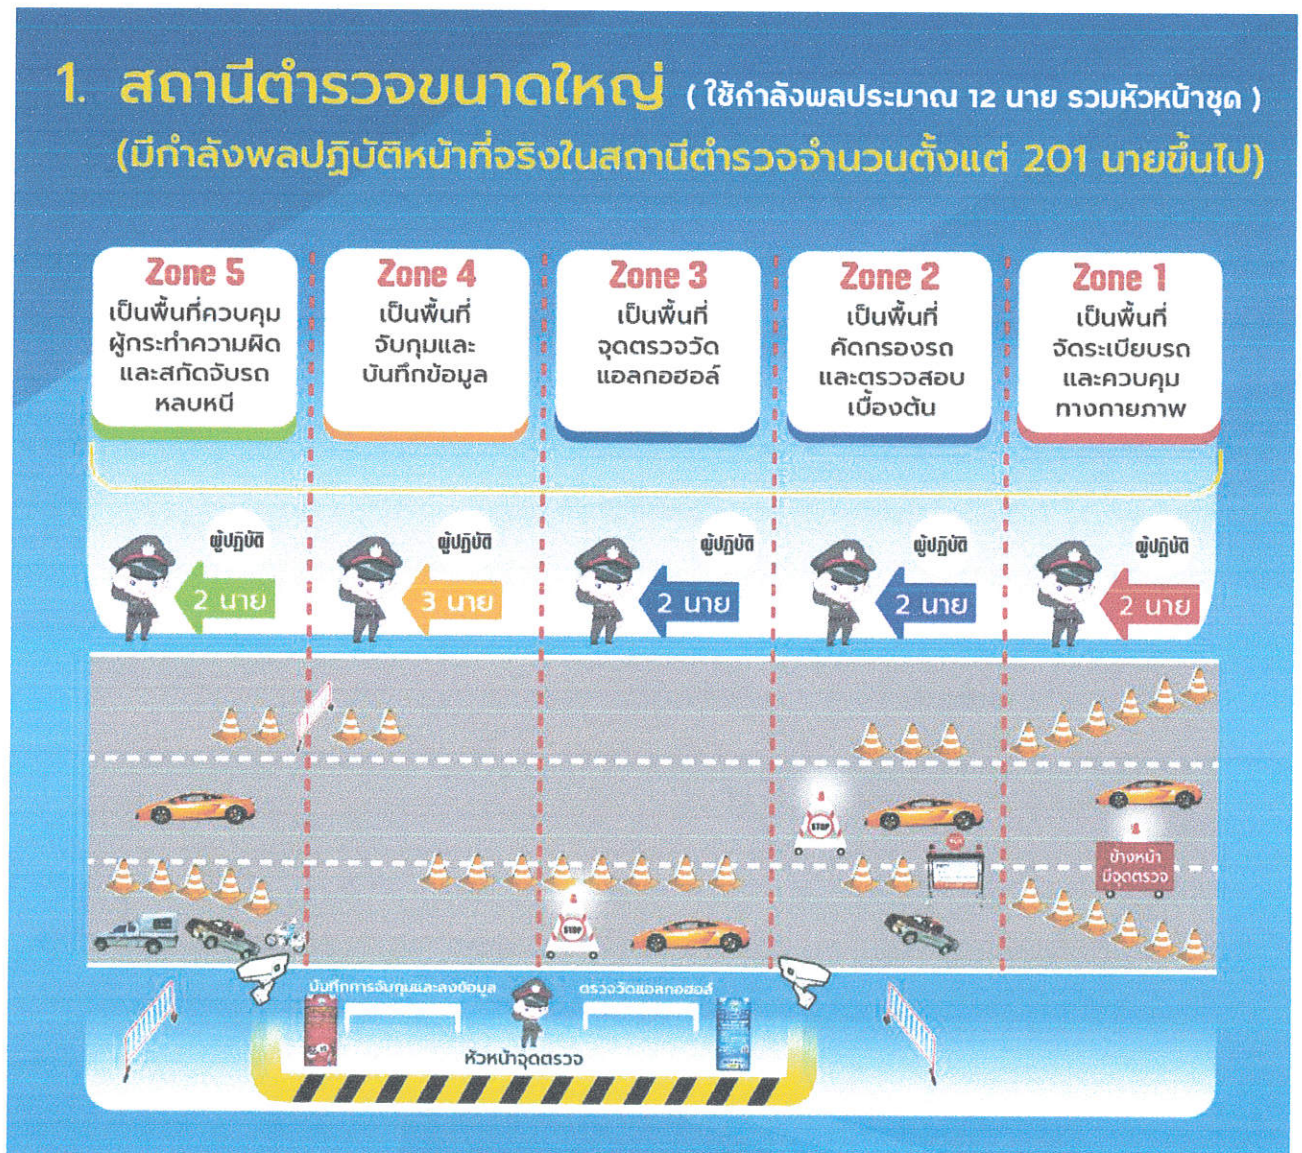 1. สถานีตำรวจขนาดใหญ่ ( ใช้กำลังพลประมาณ 12 นาย รวมหัวหน้าชุด )
(มีกำลังพลปฏิบัติหน้าที่จริงในสถานีตำรวจจำนวนตั้งแต่ 201 นายขึ้นไป)
Zone 5
เป็นพื้นที่ควบคุม
ผู้กระทำความผิด
และสกัดจับรถ
หลบหนี
Zone 4
เป็นพื้นที่
จับกุมและ
บันทึกข้อมูล
Zone 3
เป็นพื้นที่
จุดตรวจวัด
แอลกอฮอล์
Zone 2
เป็นพื้นที่
คัดกรองรถ
และตรวจสอบ
เบื้องต้น
Zone 1
เป็นพื้นที่
จัดระเบียบรถ
และควบคุม
ทางกายภาพ
ผู้ปฏิบัติ
2 นาย
ผู้ปฏิบัติ
3 นาย
ผู้ปฏิบัติ
2 นาย
ผู้ปฏิบัติ
2 นาย
ผู้ปฏิบัติ
2 นาย
STOP
ข้างหน้า
มีจุดตรวจ
STOP
บันทึกการจับกุมและลงข้อมูล
ตรวจวัดแอลกอฮอล์
หัวหน้าจุดตรวจ